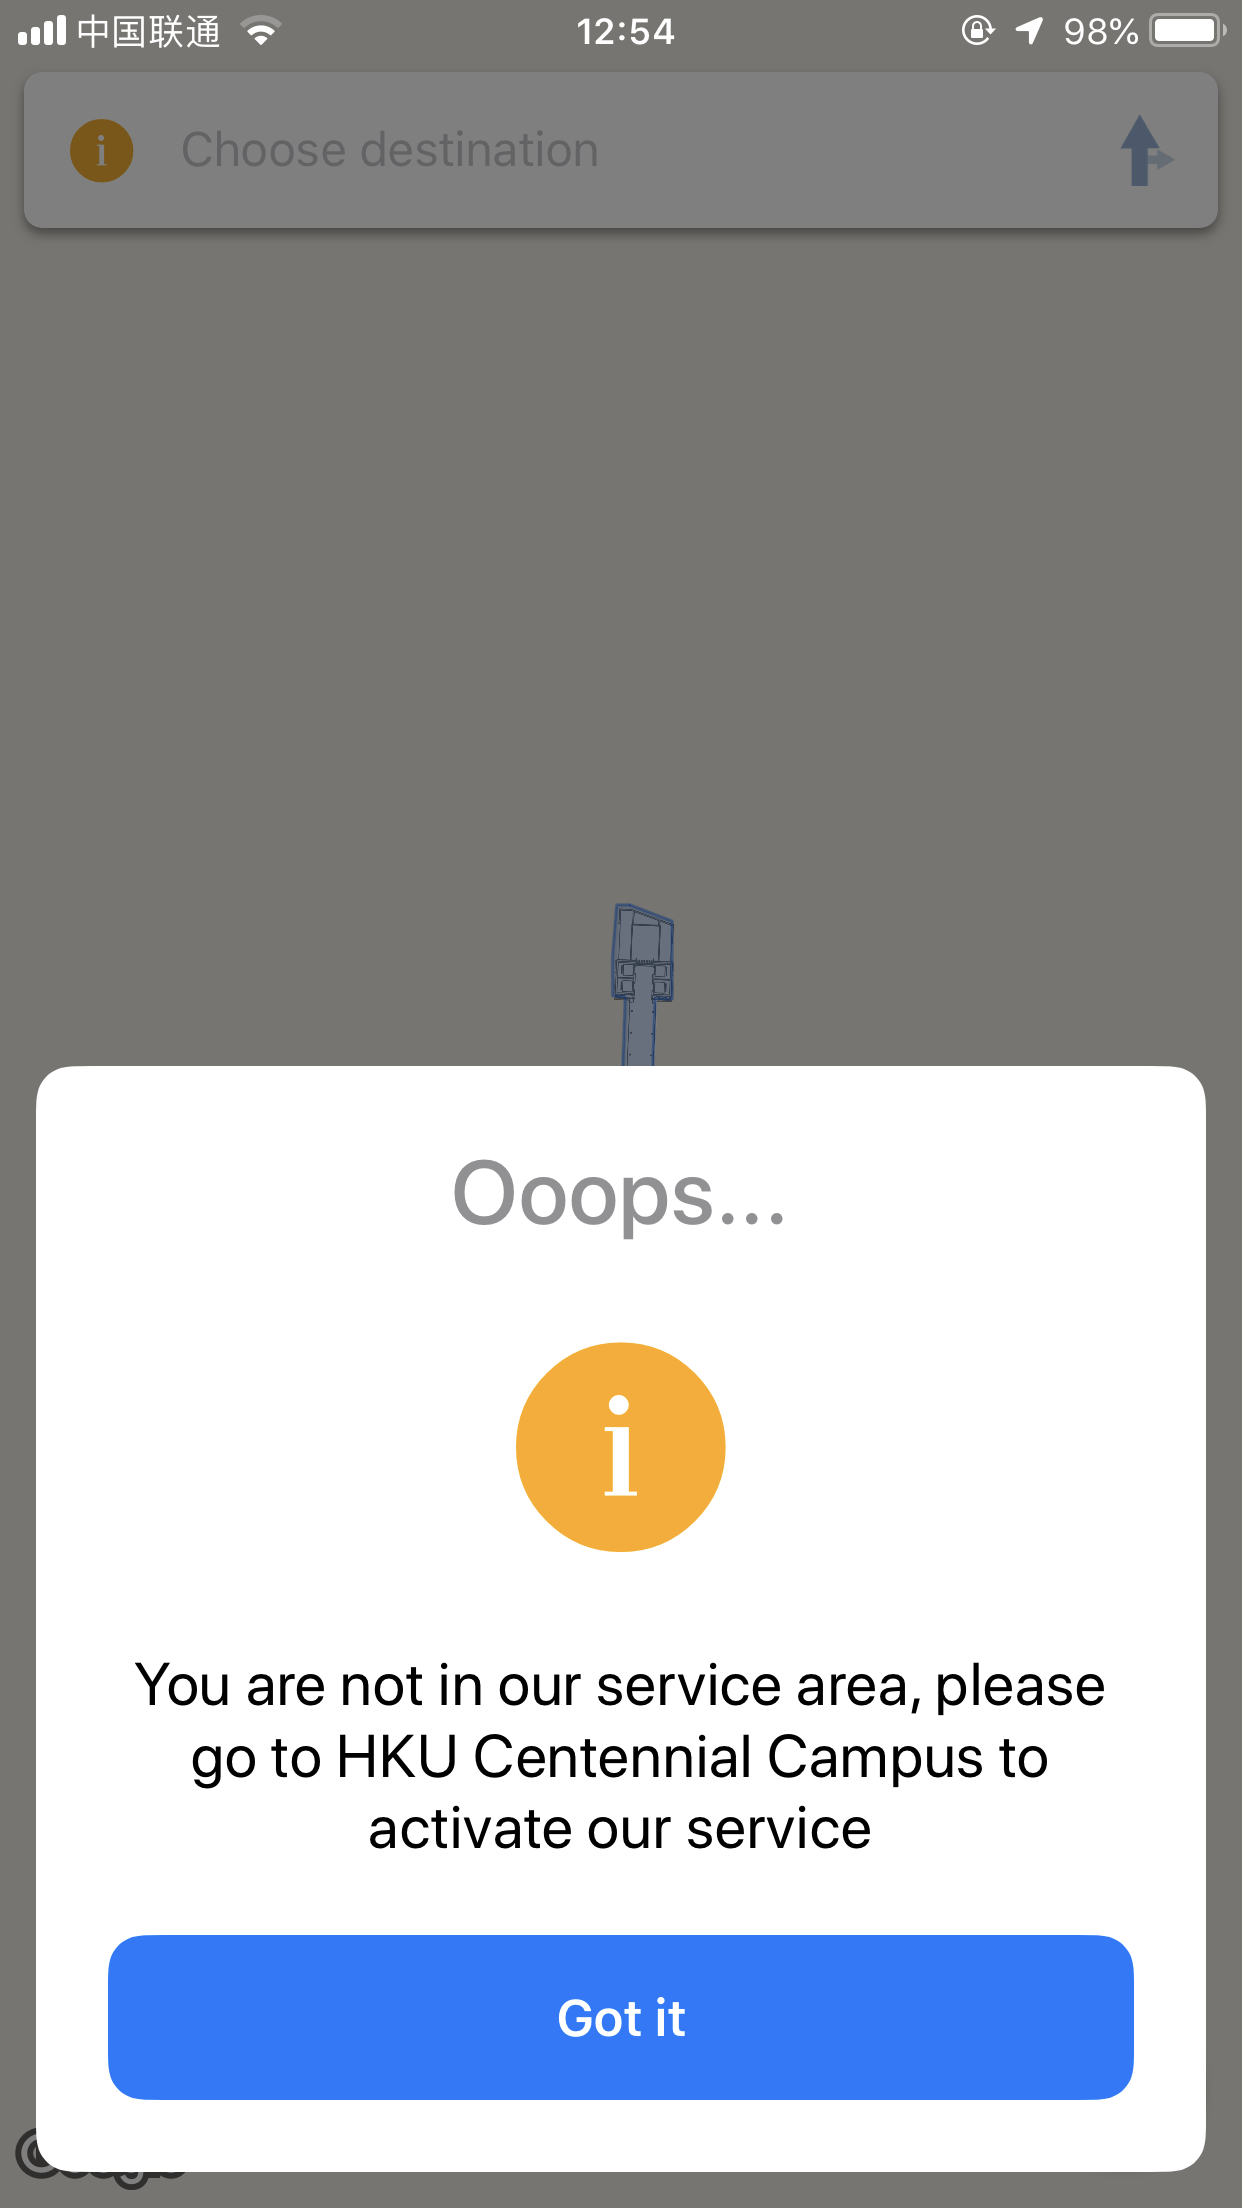 中国联通 12:54 98%
Choose destination
Ooops...
You are not in our service area, please
go to HKU Centennial Campus to
activate our service
Got it